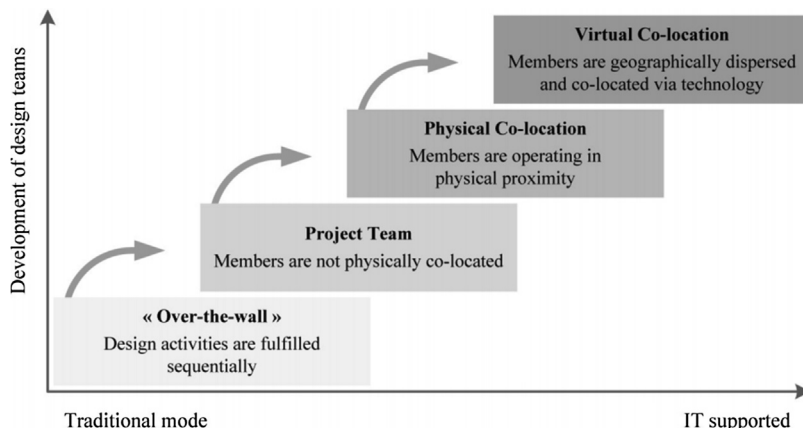 Virtual Co-location
Members are geographically dispersed
and co-located via technology
Physical Co-location
Members are operating in
physical proximity
Project Team
Members are not physically co-located
« Over-the-wall »
Design activities are fulfilled
sequentially
Development of design teams
Traditional mode
IT supported